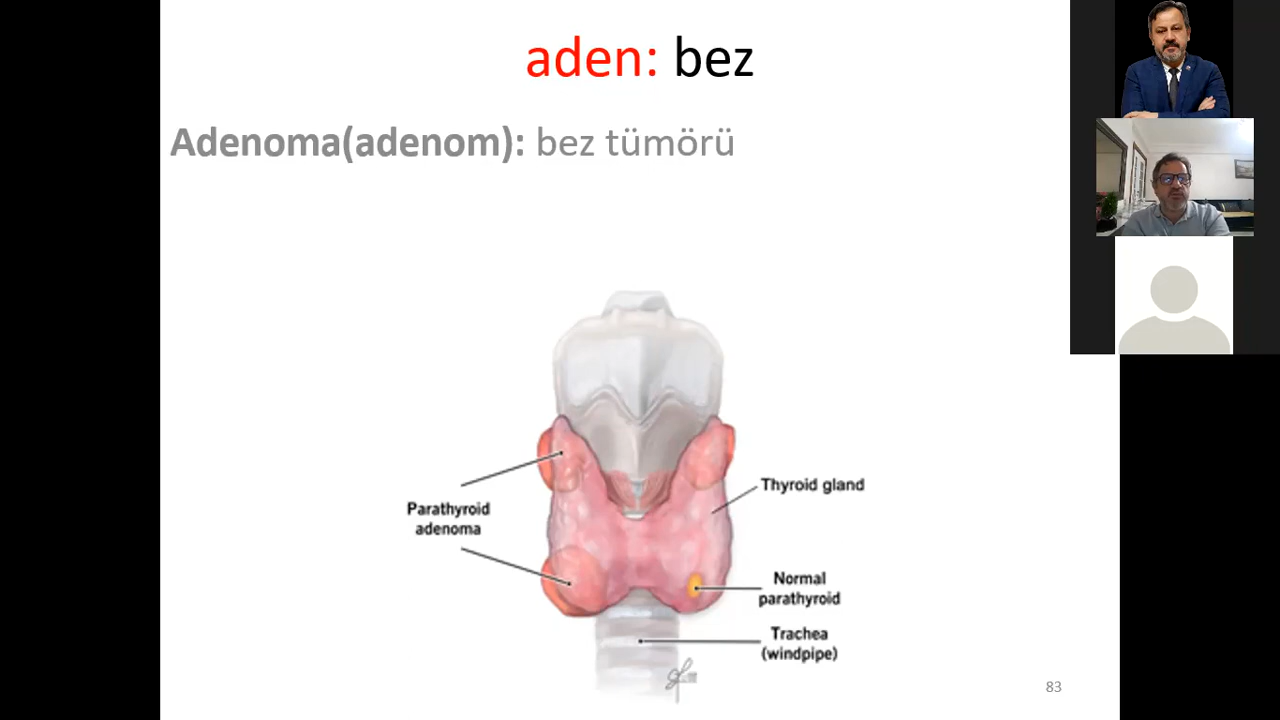 aden: bez
Adenoma(adenom): bez tümörü
Parathyroid
adenoma
Thyroid gland
Normal
parathyroid
Trachea
(windpipe)
83